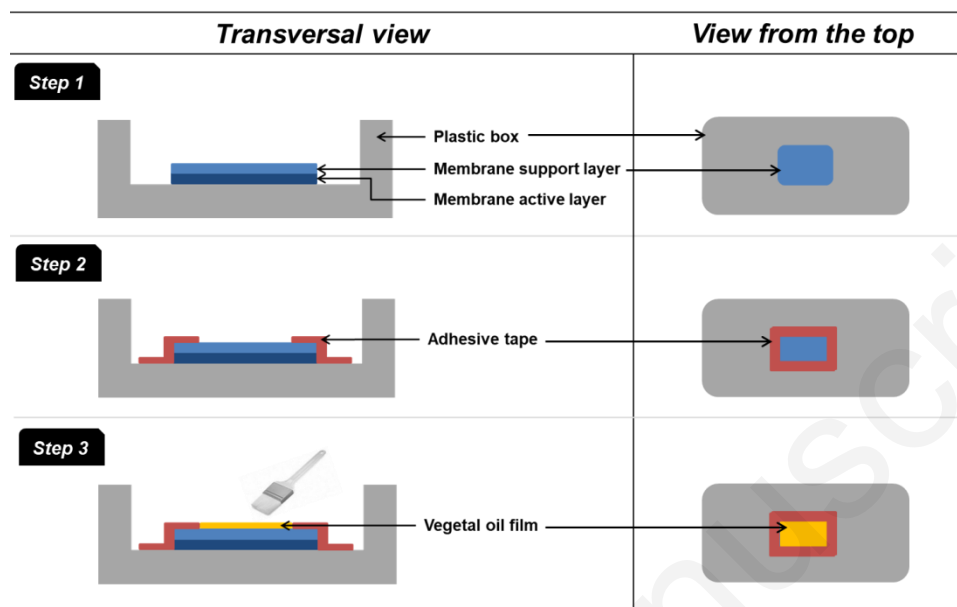 Transversal view
View from the top
Step 1
Plastic box
Membrane support layer
Membrane active layer
Step 2
Adhesive tape
Step 3
Vegetal oil film